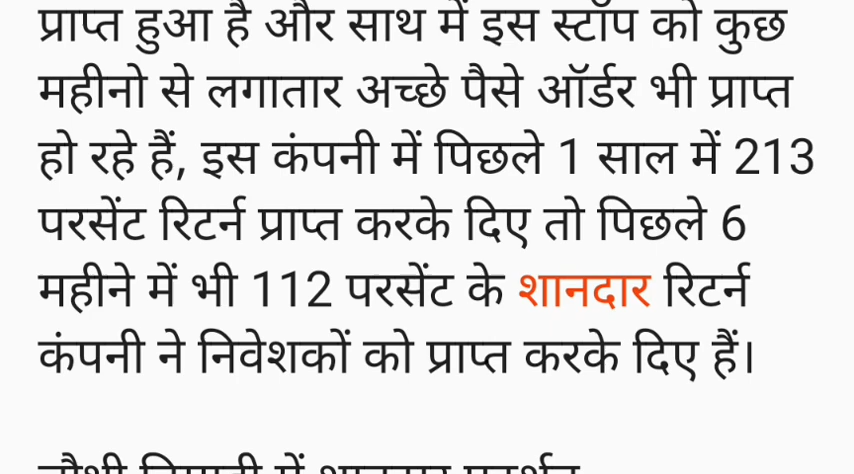 प्राप्त हुआ है और साथ में इस स्टॉप को कुछ
महीनो से लगातार अच्छे पैसे ऑर्डर भी प्राप्त
हो रहे हैं, इस कंपनी में पिछले 1 साल में 213
परसेंट रिटर्न प्राप्त करके दिए तो पिछले 6
महीने में भी 112 परसेंट के शानदार रिटर्न
कंपनी ने निवेशकों को प्राप्त करके दिए हैं।